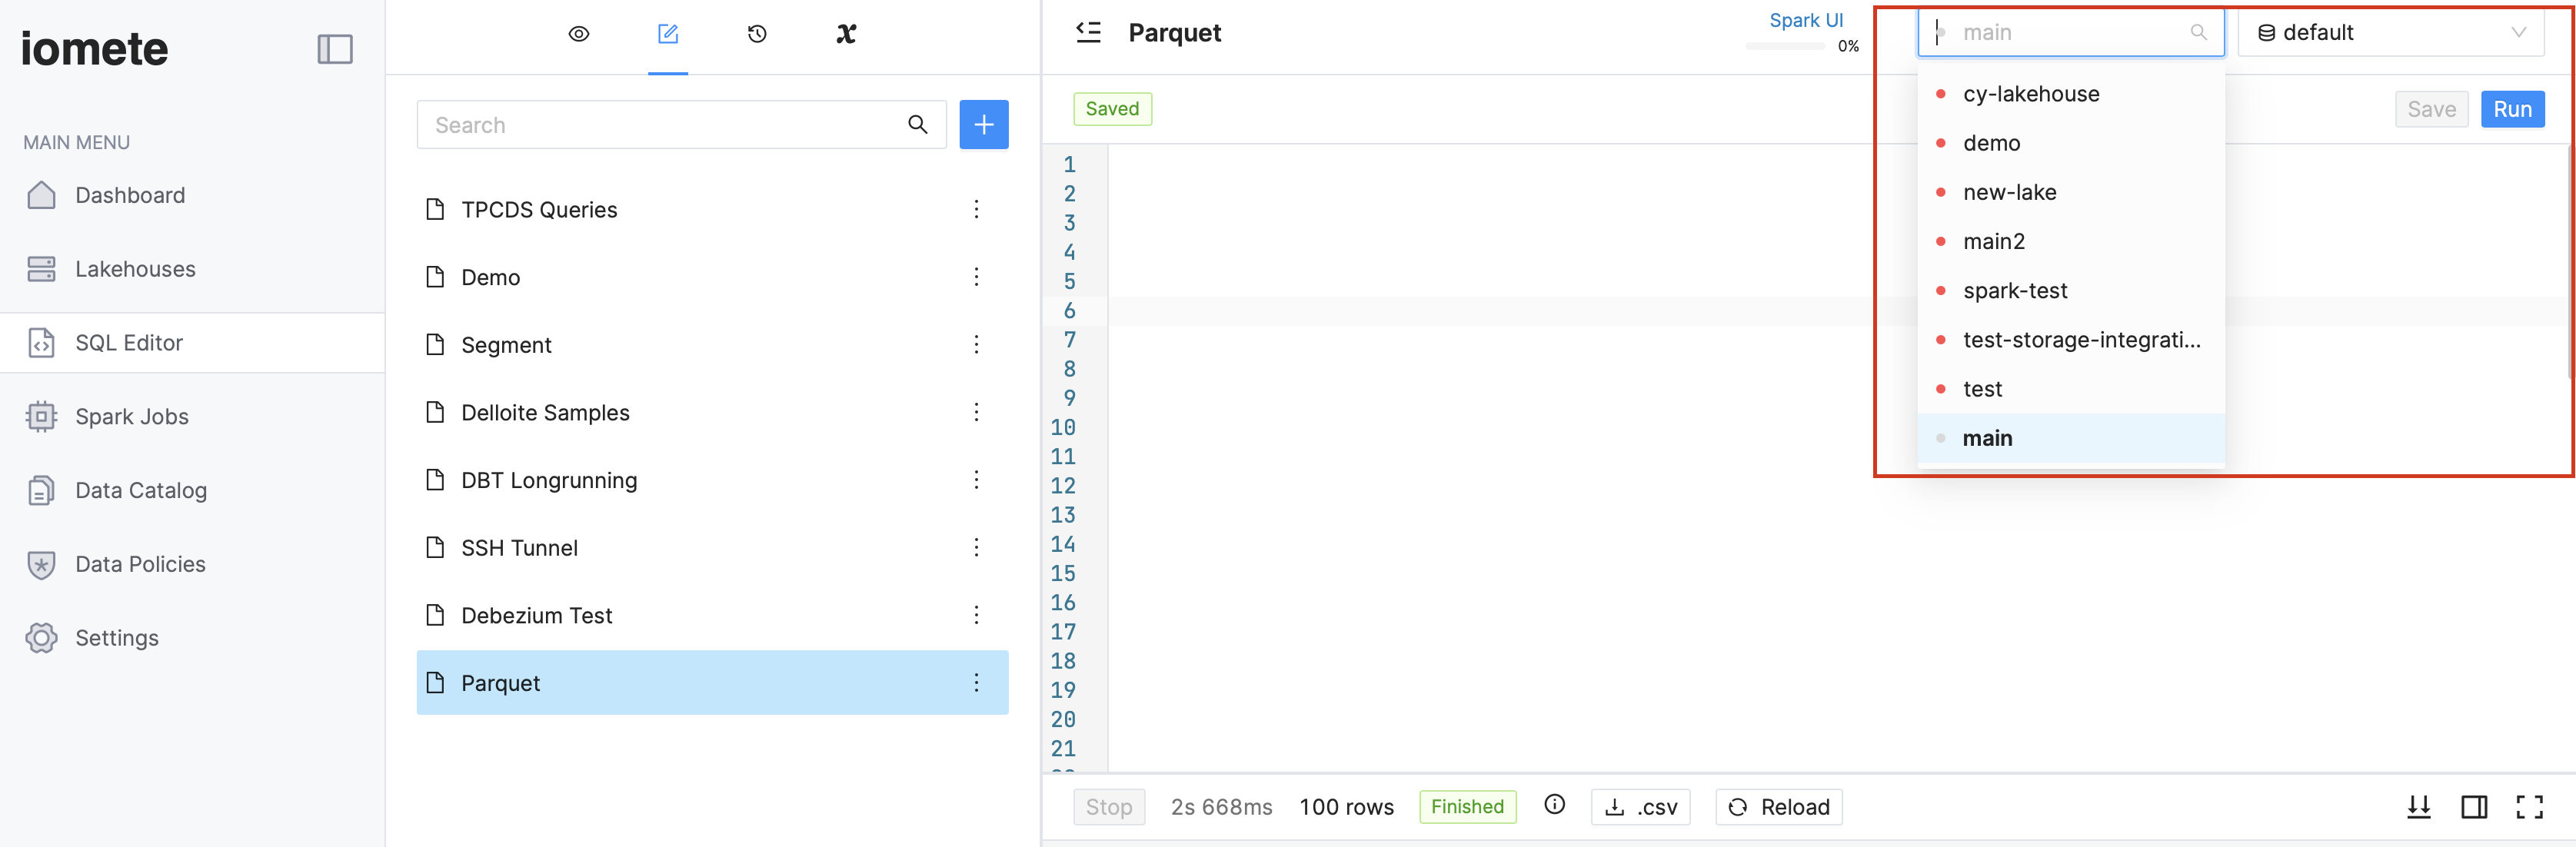 iomete
MAIN MENU
Dashboard
Lakehouses
SQL Editor
Spark Jobs
Data Catalog
Data Policies
Settings
x
Search
TPCDS Queries
Demo
Segment
Delloite Samples
DBT Longrunning
SSH Tunnel
Debezium Test
Parquet
Parquet
Spark UI
0%
main
default
Saved
Save
Run
cy-lakehouse
demo
new-lake
main2
spark-test
test-storage-integrati...
test
main
1
2
3
4
5
6
7
8
9
10
11
12
13
14
15
16
17
18
19
20
21
Stop
2s 668ms
100 rows
Finished
.csv
Reload